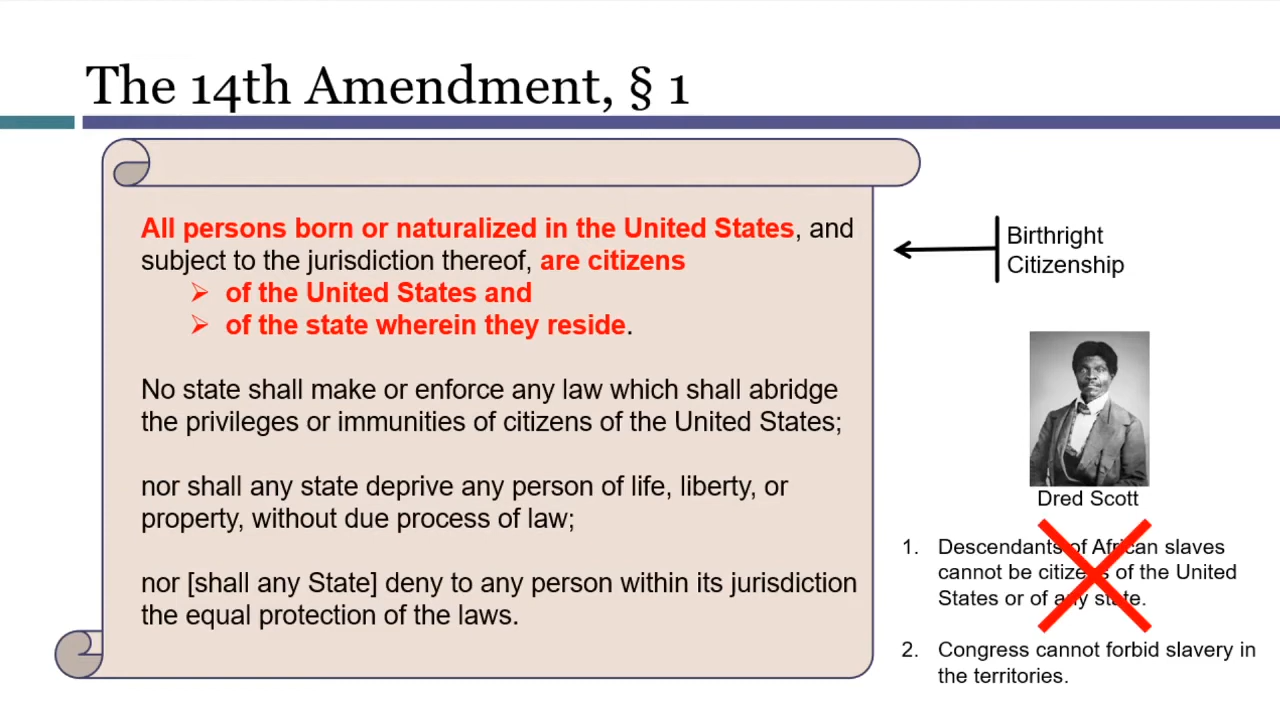 The 14th Amendment, § 1
All persons born or naturalized in the United States, and
subject to the jurisdiction thereof, are citizens
➢ of the United States and
➢ of the state wherein they reside.
No state shall make or enforce any law which shall abridge
the privileges or immunities of citizens of the United States;
nor shall any state deprive any person of life, liberty, or
property, without due process of law;
nor [shall any State] deny to any person within its jurisdiction
the equal protection of the laws.
Birthright
Citizenship
Dred Scott
1. Descendants of African slaves
cannot be citizens of the United
States or of any state.
2. Congress cannot forbid slavery in
the territories.